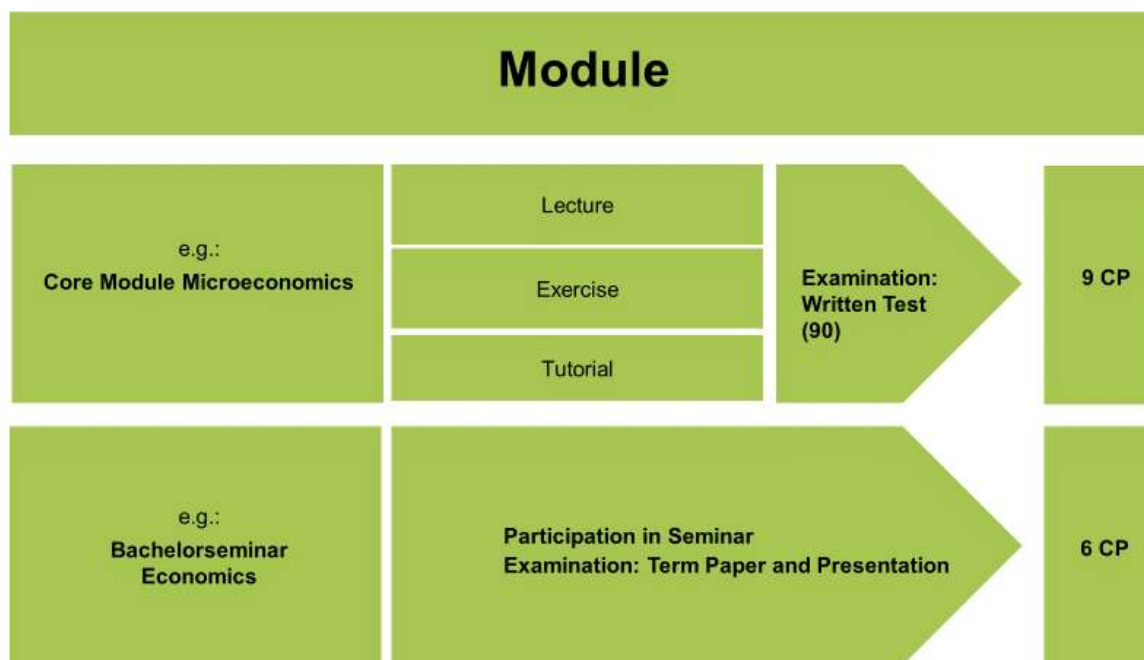 Module
e.g.:
Core Module Microeconomics
Lecture
Exercise
Tutorial
Examination:
Written Test
(90)
9 CP
e.g.:
Bachelorseminar
Economics
Participation in Seminar
Examination: Term Paper and Presentation
6 CP